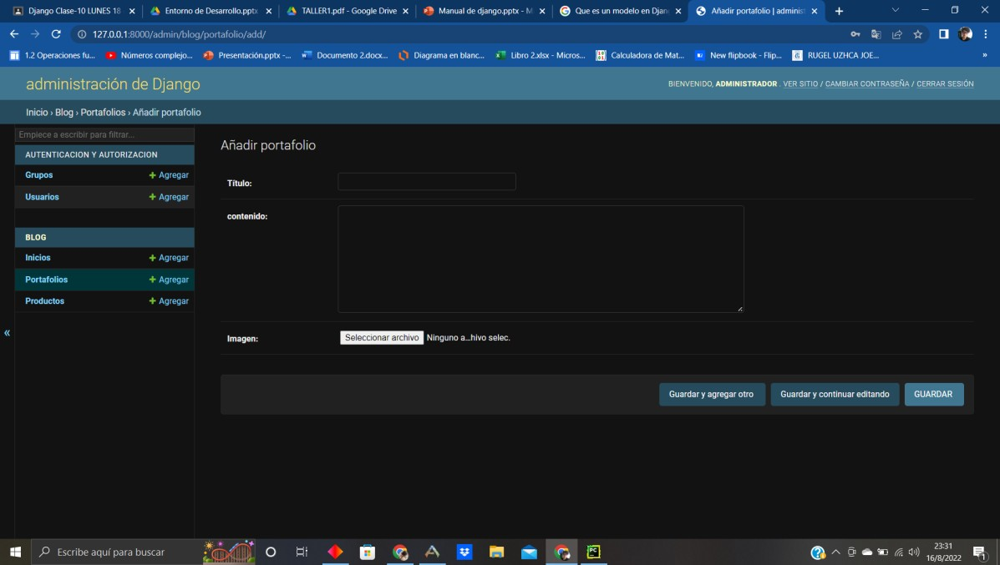 Django Clase-10 LUNES 18
Entorno de Desarrollo.pptx
TALLER1.pdf - Google Drive
Manual de django.pptx - M
Que es un modelo en Djan
Añadir portafolio | administ
127.0.0.1:8000/admin/blog/portafolio/add/
1.2 Operaciones fu...
Números complejo...
Presentación.pptx -...
Documento 2.docx...
Diagrama en blanc...
Libro 2.xlsx - Micros...
Calculadora de Mat...
New flipbook - Flip...
RUGEL UZHCA JOE...
»
administración de Django
BIENVENIDO, ADMINISTRADOR . VER SITIO / CAMBIAR CONTRASEÑA / CERRAR SESIÓN
Inicio › Blog › Portafolios › Añadir portafolio
Empiece a escribir para filtrar...
AUTENTICACION Y AUTORIZACION
Grupos + Agregar
Usuarios + Agregar
BLOG
Inicios + Agregar
Portafolios + Agregar
Productos + Agregar
«
Añadir portafolio
Título:
contenido:
Imagen: Seleccionar archivo Ninguno a...hivo selec.
Guardar y agregar otro
Guardar y continuar editando
GUARDAR
Escribe aquí para buscar
PC
23:31
16/8/2022
1